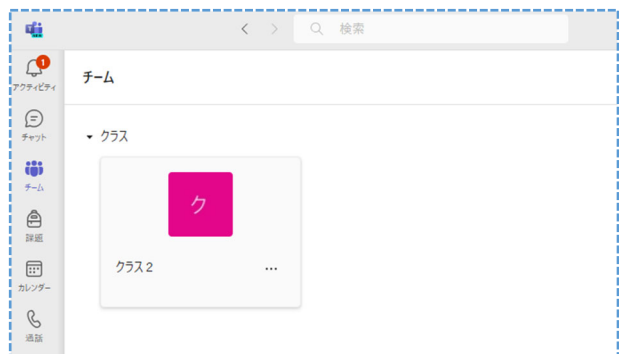 検索
1
アクティビティ
チーム
チャット
クラス
チーム
ク
課題
クラス 2
...
カレンダー
通話